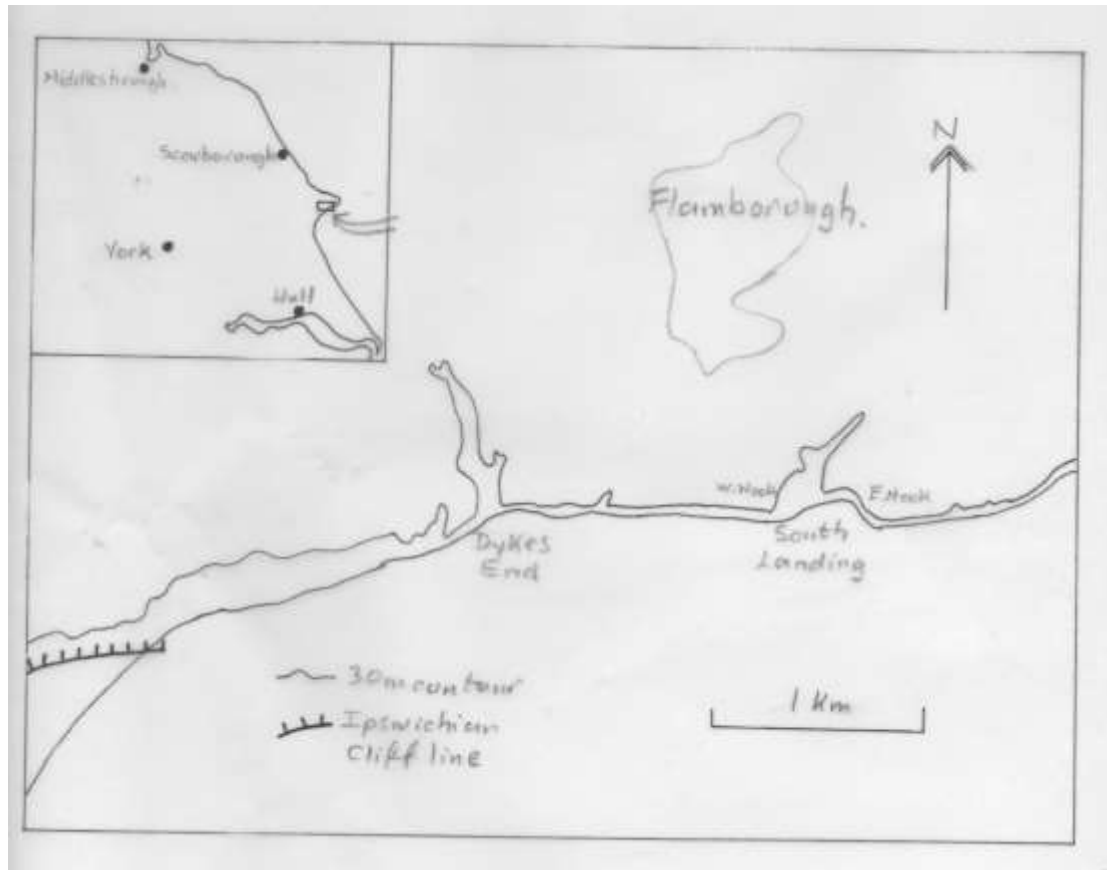 Middlesbrough.
Scarborough
York
Hull
Flamborough.
N
W.Nook
E.Nook
Dykes
End
South
Landing
30m contour
Ipswichian
Cliff line
1 Km